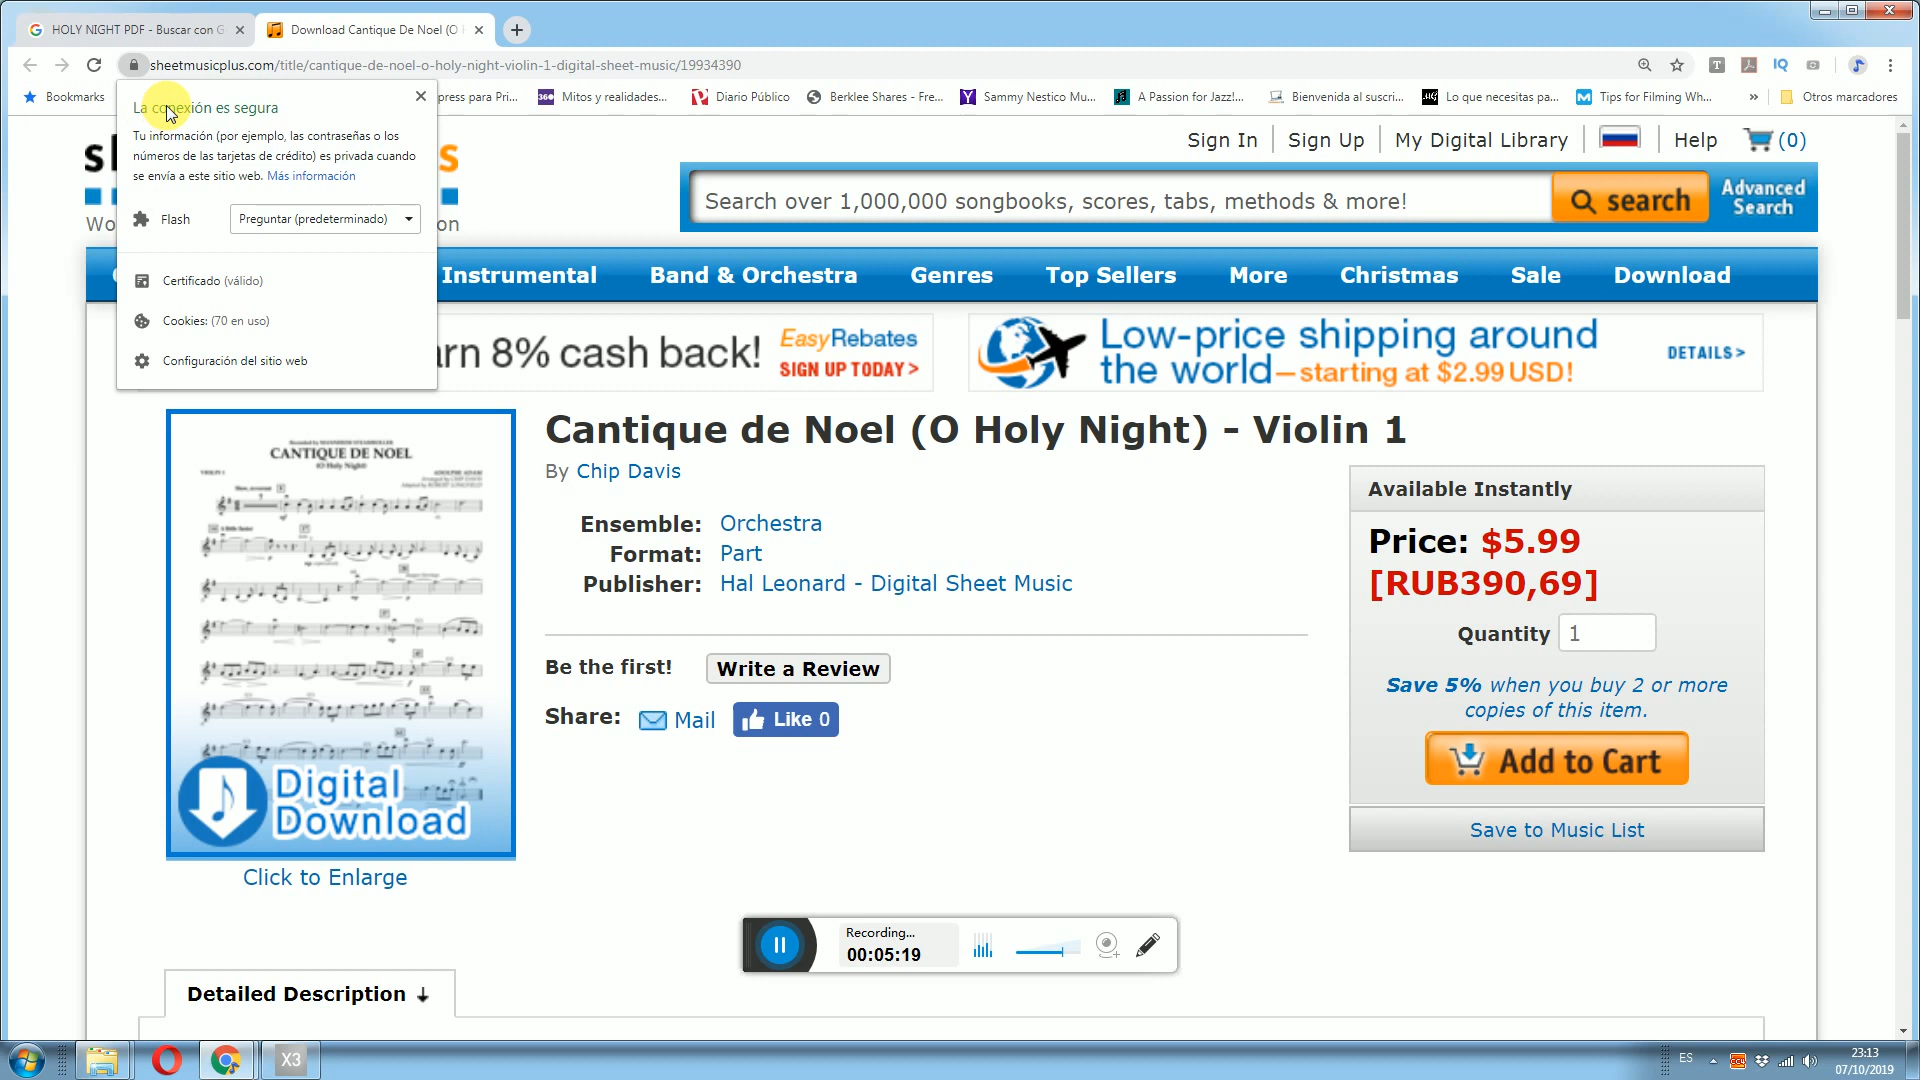 HOLY NIGHT PDF - Buscar con G
Download Cantique De Noel (O H
sheetmusicplus.com/title/cantique-de-noel-o-holy-night-violin-1-digital-sheet-music/19934390
Bookmarks
press para Pri...
Mitos y realidades...
Diario Público
Berklee Shares - Fre...
Sammy Nestico Mu...
A Passion for Jazz!...
Bienvenida al suscri...
Lo que necesitas pa...
Tips for Filming Wh...
Otros marcadores
La conexión es segura
Tu información (por ejemplo, las contraseñas o los
números de las tarjetas de crédito) es privada cuando
se envía a este sitio web. Más información
Flash
Preguntar (predeterminado)
Certificado (válido)
Cookies: (70 en uso)
Configuración del sitio web
Sign In
Sign Up
My Digital Library
Help
(0)
Search over 1,000,000 songbooks, scores, tabs, methods & more!
search
Advanced
Search
Instrumental
Band & Orchestra
Genres
Top Sellers
More
Christmas
Sale
Download
arn 8% cash back!
EasyRebates
SIGN UP TODAY >
Low-price shipping around
the world—starting at $2.99 USD!
DETAILS>
CANTIQUE DE NOEL
(O Holy Night)
Digital
Download
Click to Enlarge
Cantique de Noel (O Holy Night) - Violin 1
By Chip Davis
Ensemble: Orchestra
Format: Part
Publisher: Hal Leonard - Digital Sheet Music
Be the first!
Write a Review
Share:
Mail
Like 0
Available Instantly
Price: $5.99
[RUB390,69]
Quantity 1
Save 5% when you buy 2 or more
copies of this item.
Add to Cart
Save to Music List
Recording...
00:05:19
Detailed Description
X3
ES
23:13
07/10/2019